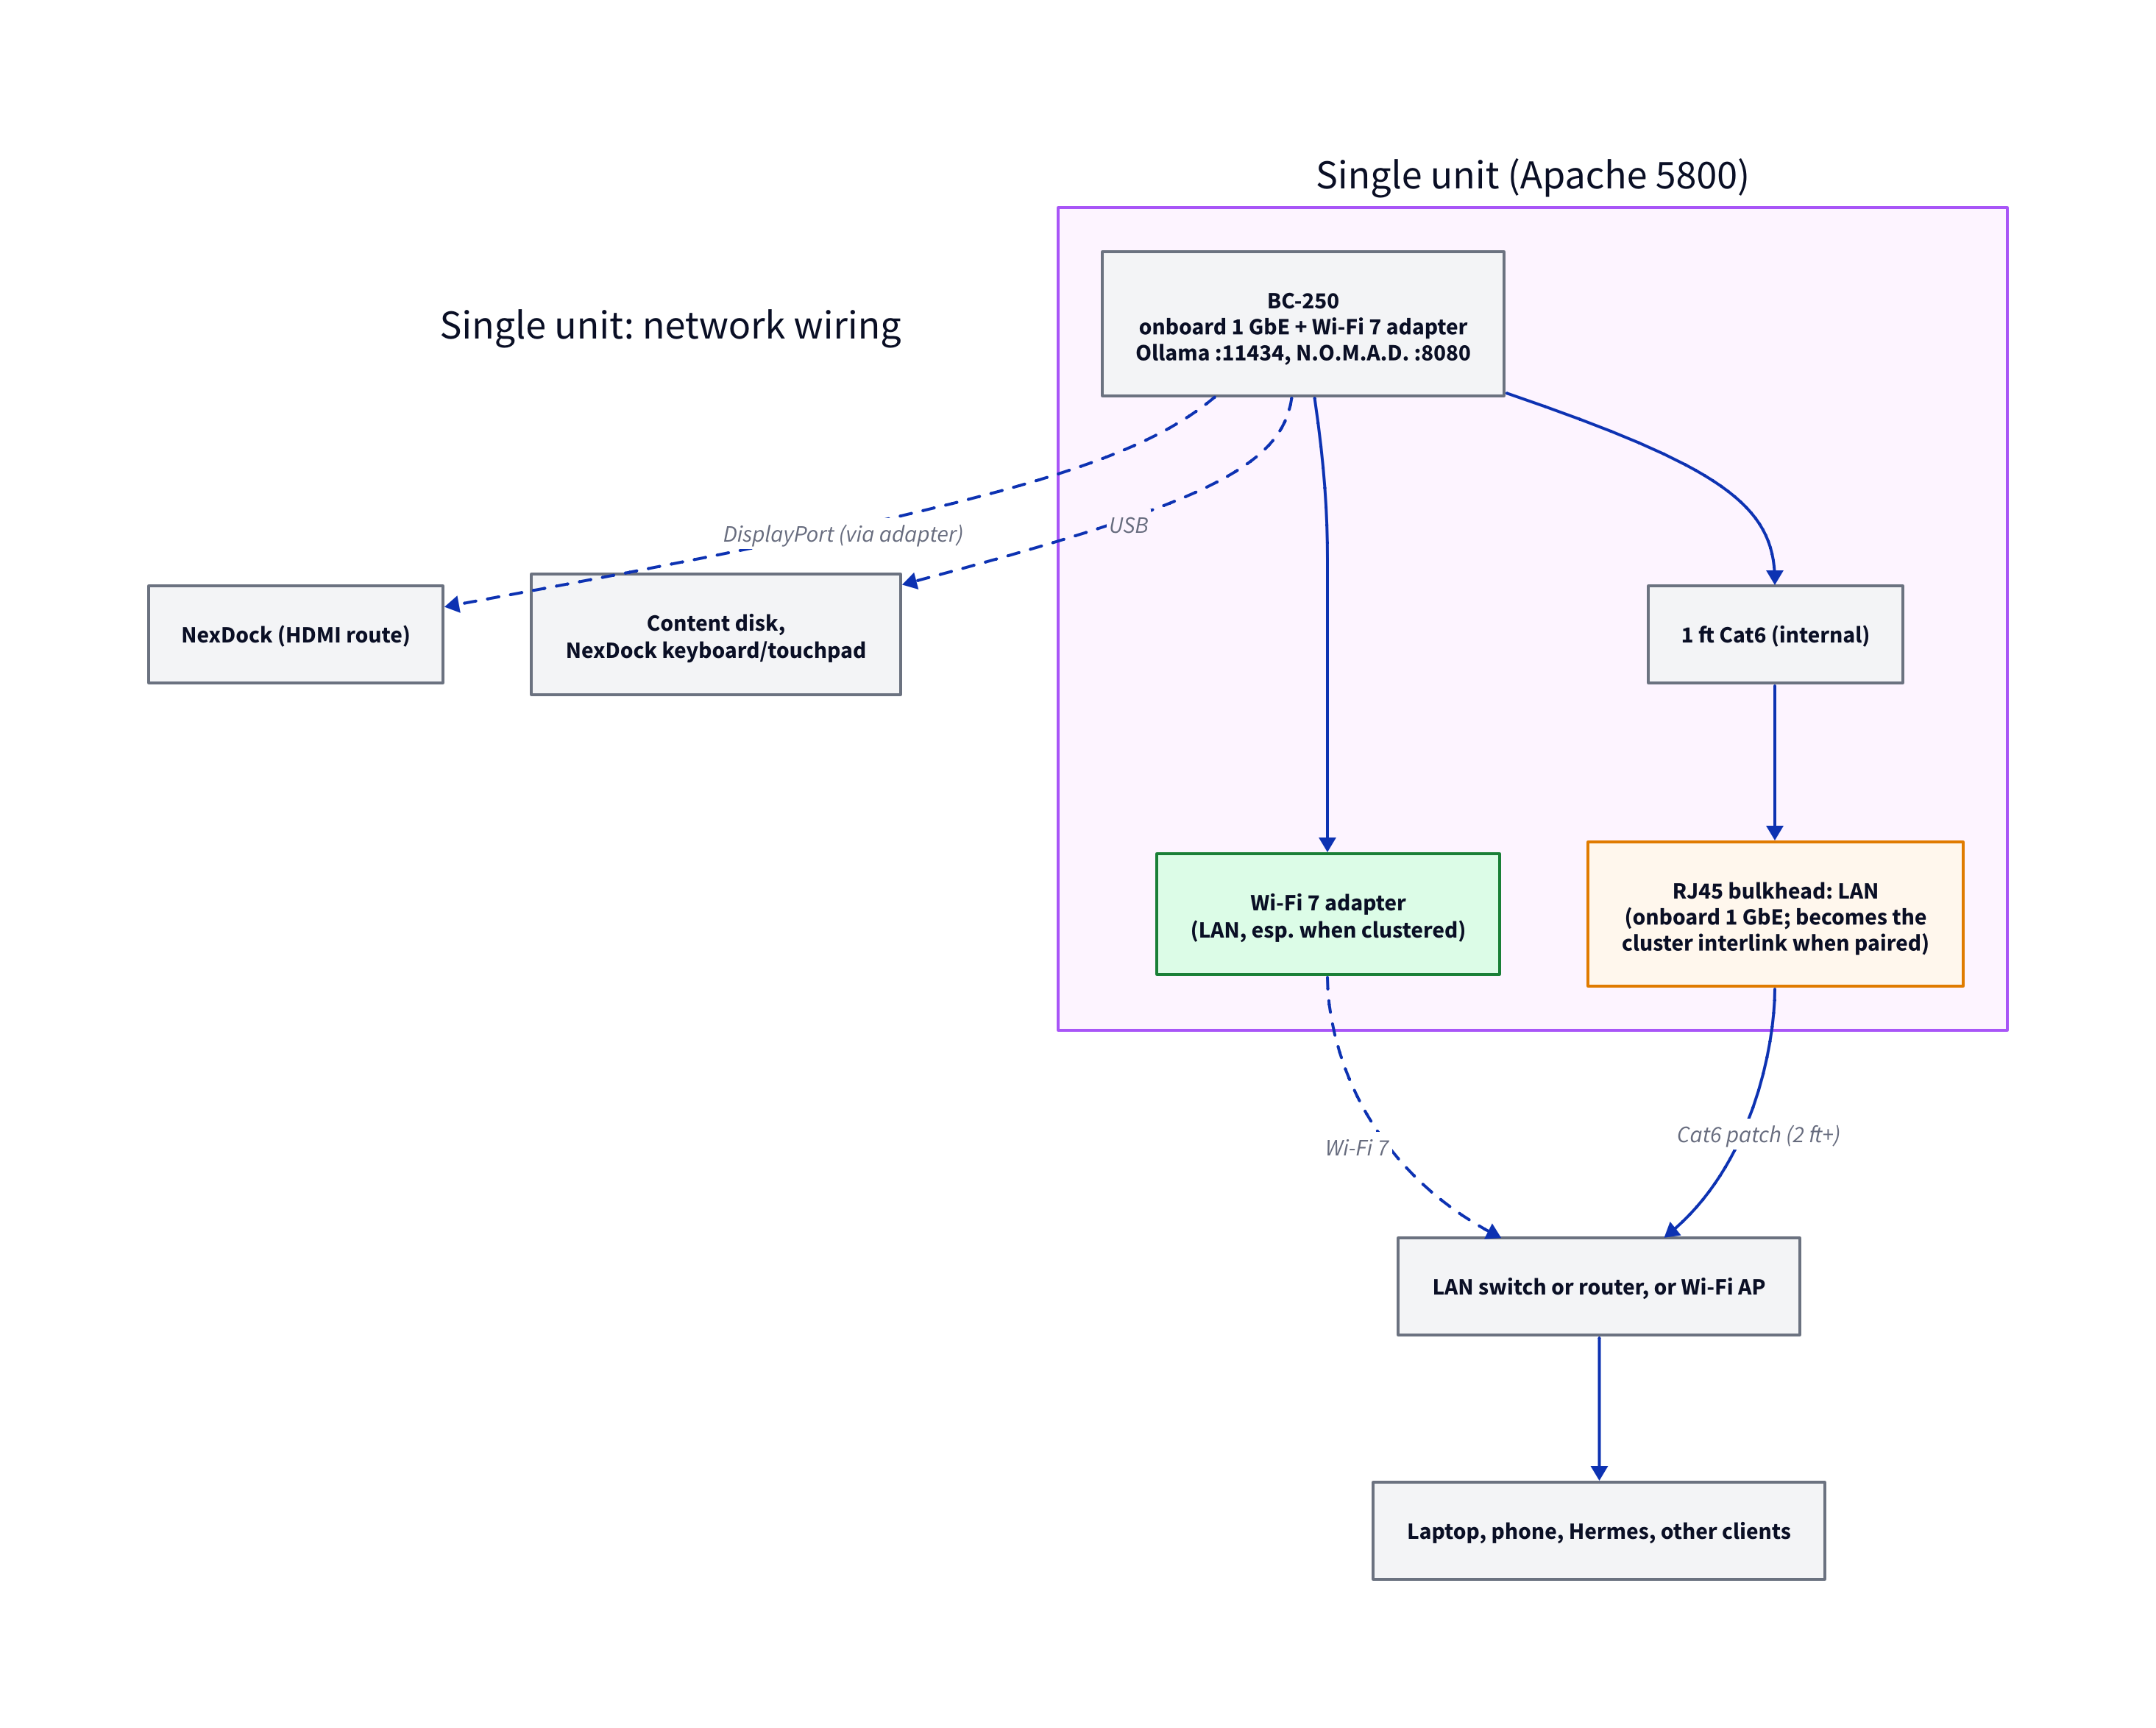 Single unit (Apache 5800)
Single unit: network wiring
BC-250
onboard 1 GbE + Wi-Fi 7 adapter
Ollama :11434, N.O.M.A.D. :8080
DisplayPort (via adapter)
USB
NexDock (HDMI route)
Content disk,
NexDock keyboard/touchpad
1 ft Cat6 (internal)
Wi-Fi 7 adapter
(LAN, esp. when clustered)
RJ45 bulkhead: LAN
(onboard 1 GbE; becomes the
cluster interlink when paired)
Wi-Fi 7
Cat6 patch (2 ft+)
LAN switch or router, or Wi-Fi AP
Laptop, phone, Hermes, other clients